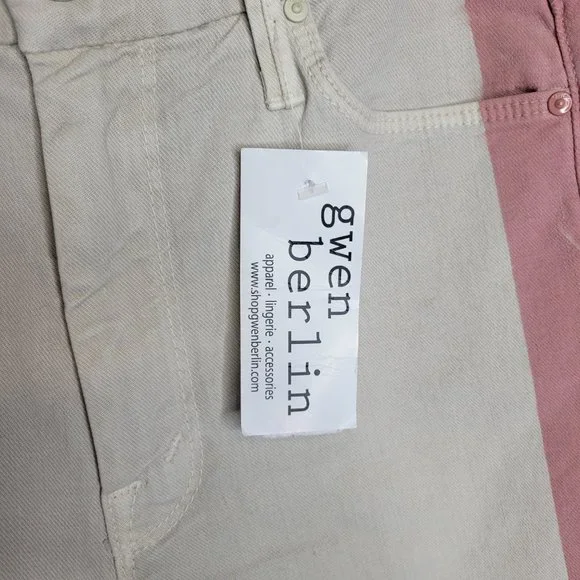 gwen
berlin
apparel · lingerie · accessories
www.shopgwenberlin.com